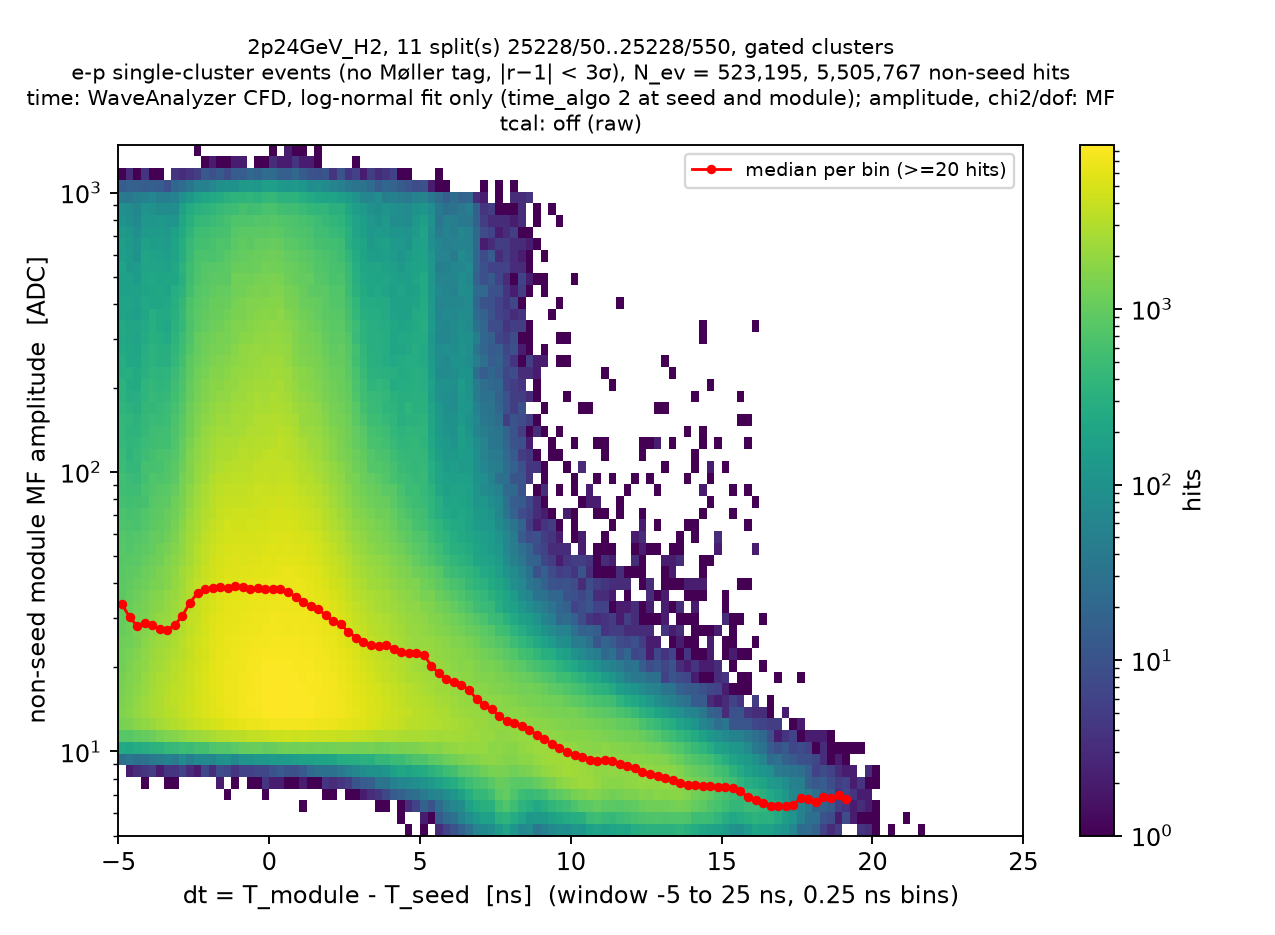 2p24GeV_H2, 11 split(s) 25228/50..25228/550, gated clusters
e-p single-cluster events (no Møller tag, |r−1| < 3σ), N_ev = 523,195, 5,505,767 non-seed hits
time: WaveAnalyzer CFD, log-normal fit only (time_algo 2 at seed and module); amplitude, chi2/dof: MF
tcal: off (raw)
median per bin (>=20 hits)
non-seed module MF amplitude [ADC]
10³
10²
10¹
−5 0 5 10 15 20 25
dt = T_module - T_seed [ns] (window -5 to 25 ns, 0.25 ns bins)
10³
10²
10¹
10⁰
hits